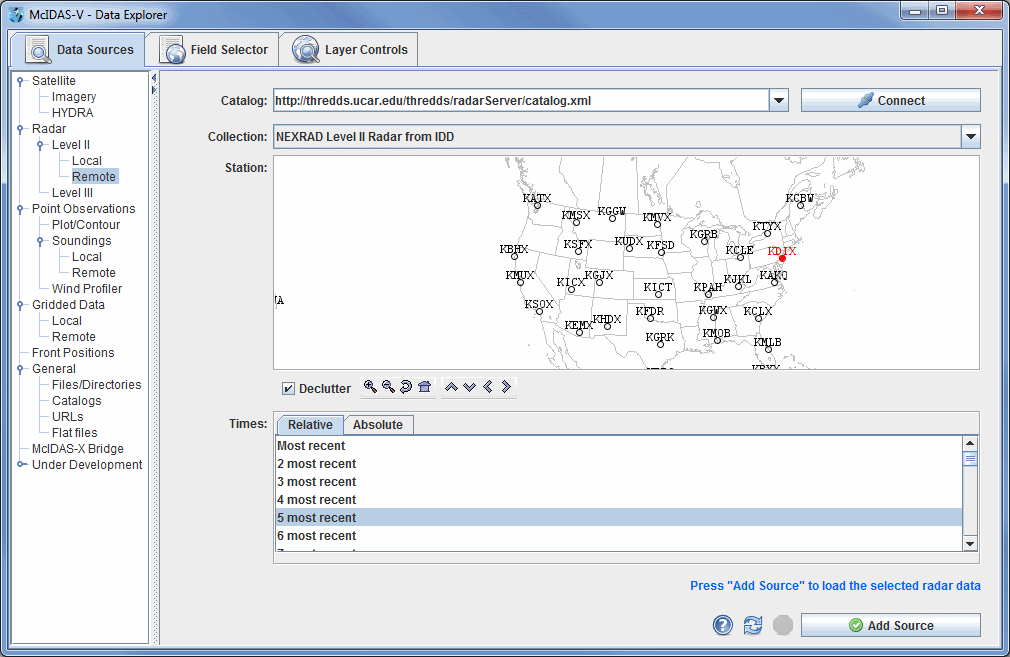 McIDAS-V - Data Explorer
Data Sources
Field Selector
Layer Controls
Satellite
Imagery
HYDRA
Radar
Level II
Local
Remote
Level III
Point Observations
Plot/Contour
Soundings
Local
Remote
Wind Profiler
Gridded Data
Local
Remote
Front Positions
General
Files/Directories
Catalogs
URLs
Flat files
McIDAS-X Bridge
Under Development
Catalog: http://thredds.ucar.edu/thredds/radarServer/catalog.xml Connect
Collection: NEXRAD Level II Radar from IDD
Station:
KATX
KCBW
KMSX KGGW
KMVX
KTYX
KGRB
KBHX KSFX KUDX KFSD
KCLE KDIX
KMUX KICX KGJX
KICT KPAH KJKL KAKQ
KSOX
KEMX KHDX KFDR KGWX KCLX
KGRK KMOB KMLB
Declutter
Times: Relative Absolute
Most recent
2 most recent
3 most recent
4 most recent
5 most recent
6 most recent
Press "Add Source" to load the selected radar data
Add Source